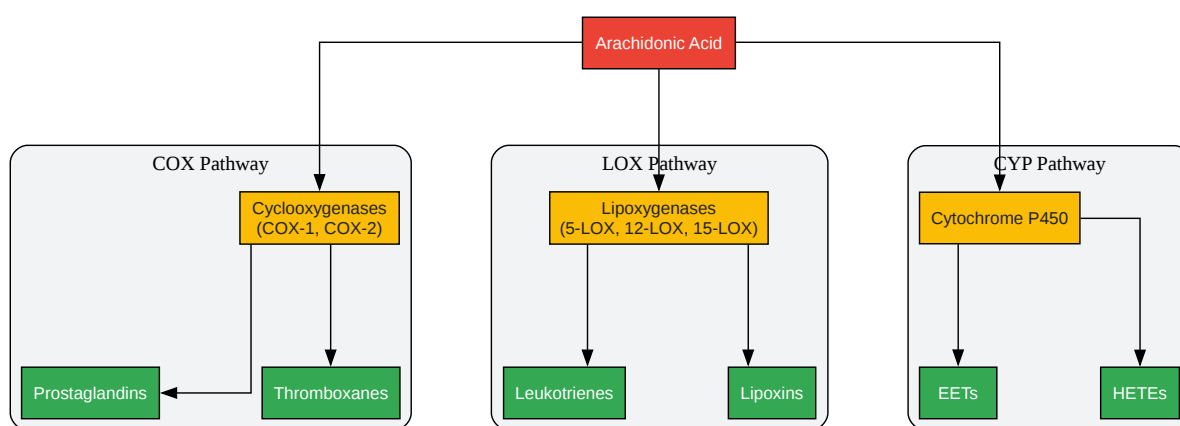 Arachidonic Acid
COX Pathway
LOX Pathway
CYP Pathway
Cyclooxygenases
(COX-1, COX-2)
Lipoxygenases
(5-LOX, 12-LOX, 15-LOX)
Cytochrome P450
Prostaglandins
Thromboxanes
Leukotrienes
Lipoxins
EETs
HETEs